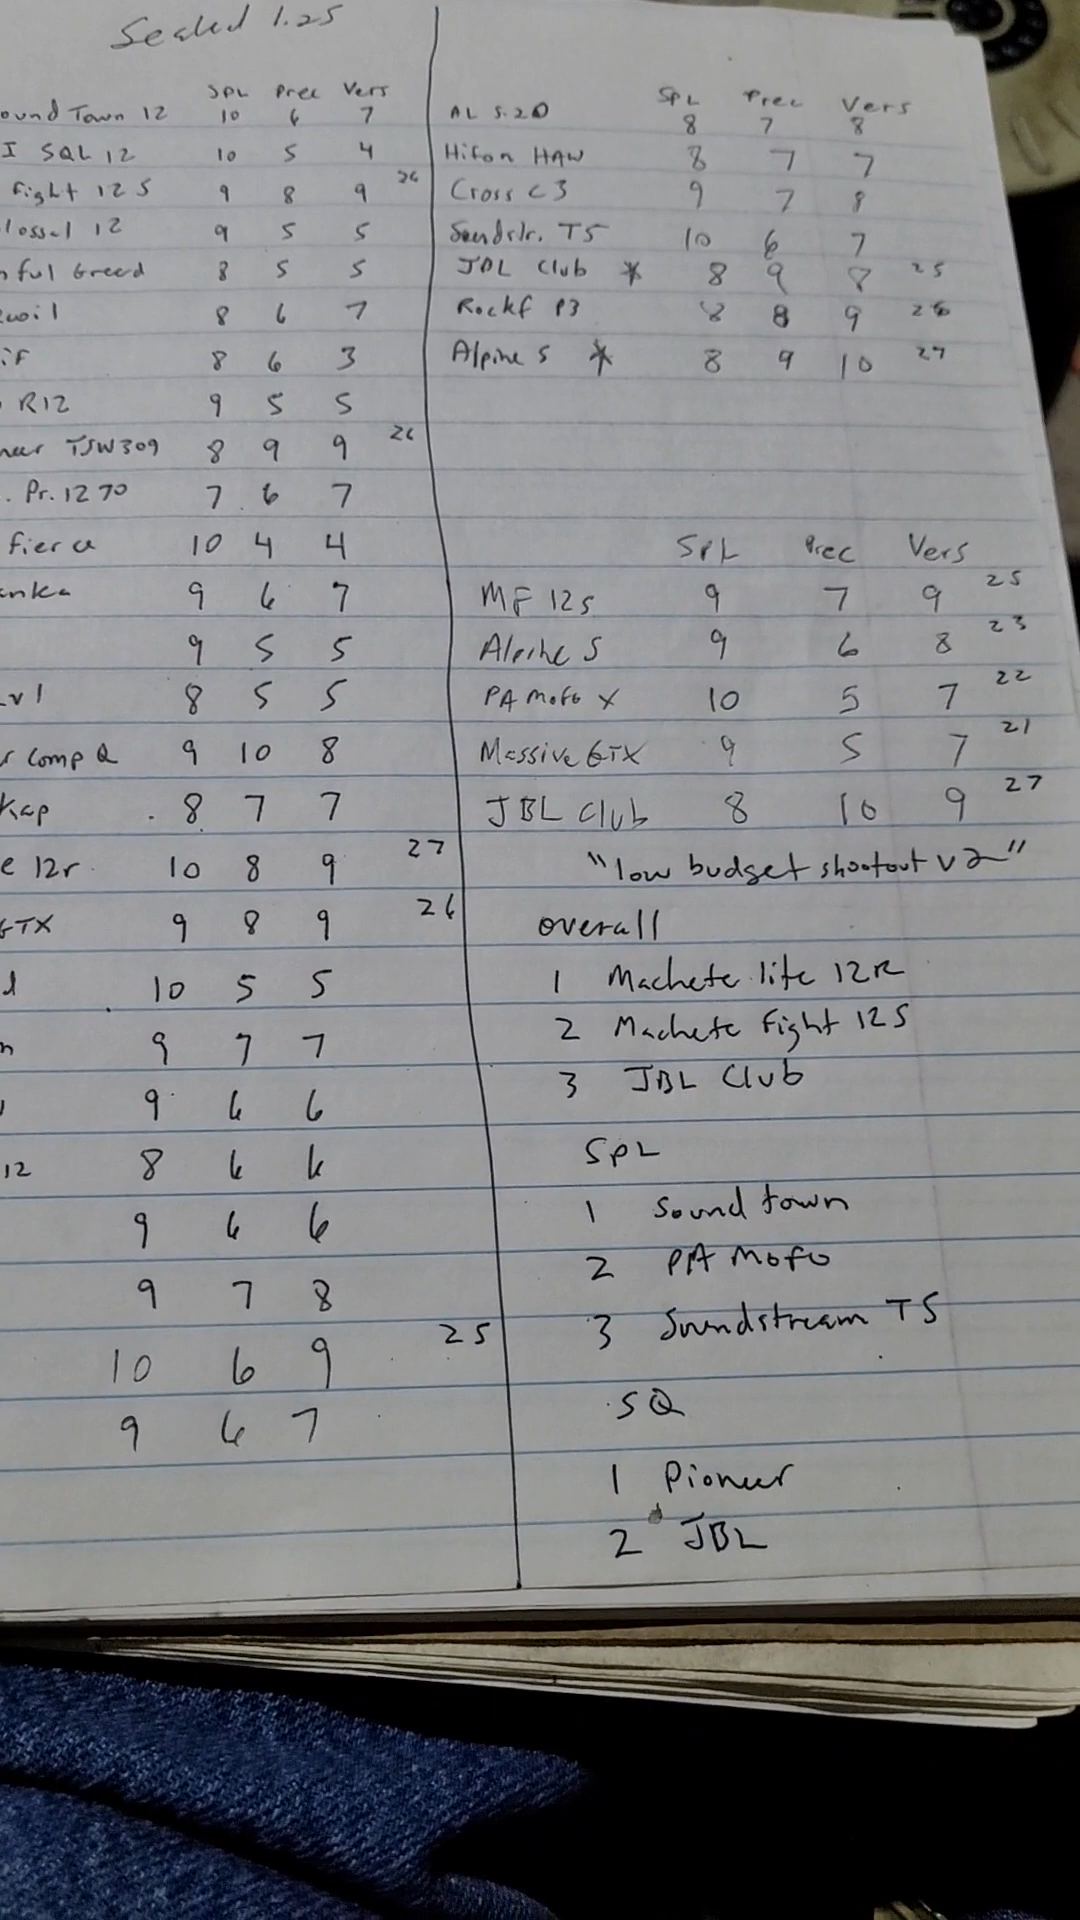 Sealed 1.25
SPL Prec Vers
ound Town 12 10 6 7
I SQL 12 10 5 4
Fight 12 S 9 8 9 26
lossal 12 9 5 5
ful Greed 8 5 5
8 6 7
if 8 6 3
R12 9 5 5
neer TSW309 8 9 9 26
. Pr. 12 70 7 6 7
fierce 10 4 4
anka 9 6 7
9 5 5
v1 8 5 5
r Comp Q 9 10 8
Kap 8 7 7
e 12r 10 8 9 27
GTX 9 8 9 26
d 10 5 5
n 9 7 7
9 6 6
12 8 6 6
9 6 6
9 7 8
10 6 9 25
9 6 7
SPL Prec Vers
AL S.20 8 7 8
Hifon HAW 8 7 7
Cross C3 9 7 8
Sundstr. T5 10 6 7
JBL Club * 8 9 8 25
Rockf P3 8 8 9
Alpine S * 8 9 10 27
SPL Prec Vers
MF 12s 9 7 9 25
Alpine S 9 6 8 23
PA Mofo X 10 5 7 22
Massive GTX 9 5 7 21
JBL Club 8 10 9 27
"low budget shootout v2"
overall
1 Machete lite 12R
2 Machete Fight 12S
3 JBL Club
SPL
1 Sound town
2 PA Mofo
3 Soundstream T5
SQ
1 Pioneer
2 JBL